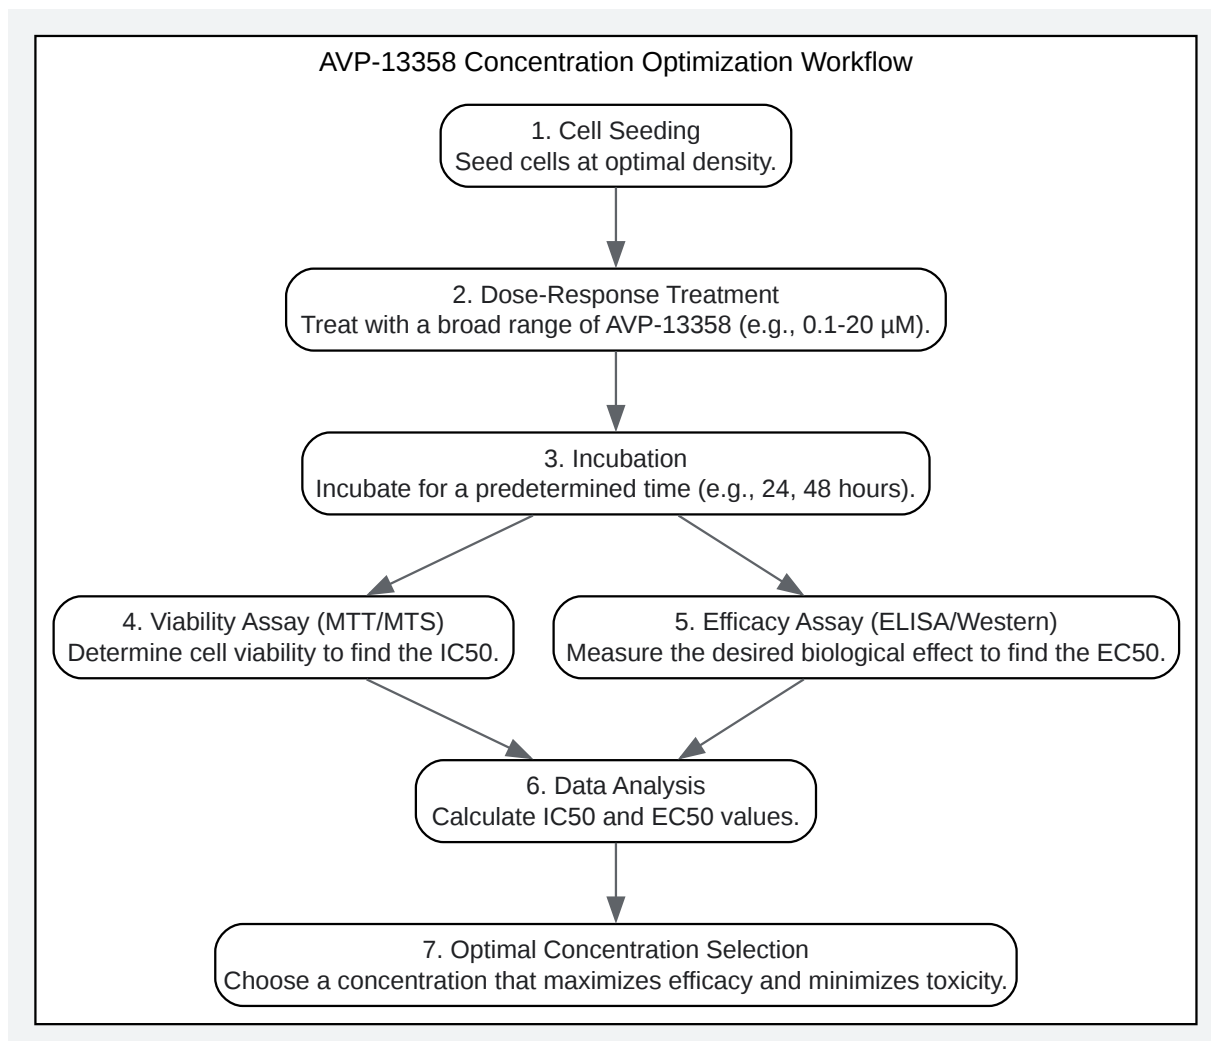 AVP-13358 Concentration Optimization Workflow
1. Cell Seeding
Seed cells at optimal density.
2. Dose-Response Treatment
Treat with a broad range of AVP-13358 (e.g., 0.1-20 µM).
3. Incubation
Incubate for a predetermined time (e.g., 24, 48 hours).
4. Viability Assay (MTT/MTS)
Determine cell viability to find the IC50.
5. Efficacy Assay (ELISA/Western)
Measure the desired biological effect to find the EC50.
6. Data Analysis
Calculate IC50 and EC50 values.
7. Optimal Concentration Selection
Choose a concentration that maximizes efficacy and minimizes toxicity.